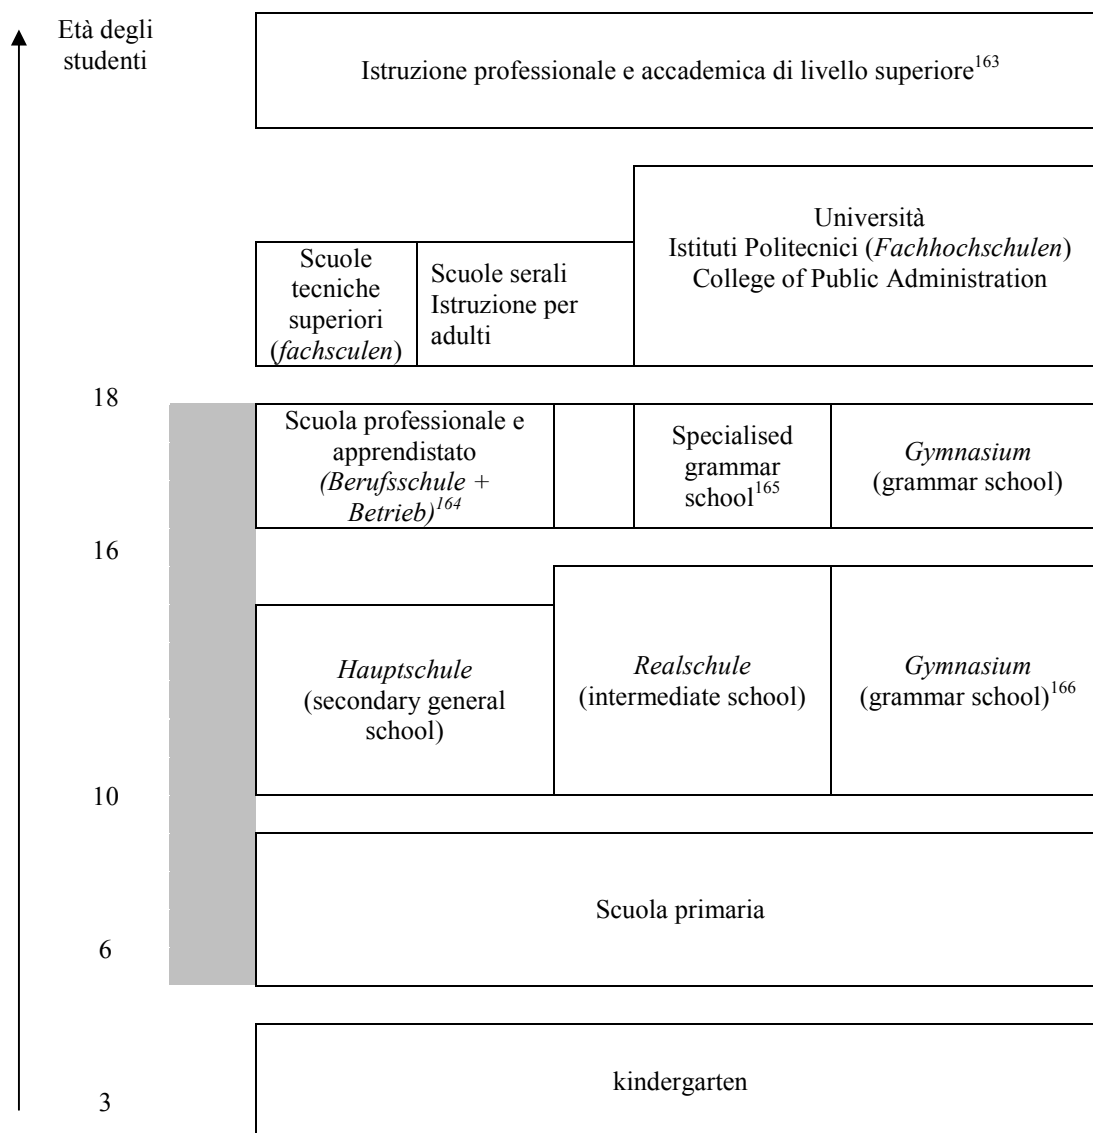 Età degli
studenti
Istruzione professionale e accademica di livello superiore163
Università
Istituti Politecnici (Fachhochschulen)
College of Public Administration
Scuole
tecniche
superiori
(fachsculen)
Scuole serali
Istruzione per
adulti
18
Scuola professionale e
apprendistato
(Berufsschule +
Betrieb)164
Specialised
grammar
school165
Gymnasium
(grammar school)
16
Hauptschule
(secondary general
school)
Realschule
(intermediate school)
Gymnasium
(grammar school)166
10
Scuola primaria
6
kindergarten
3